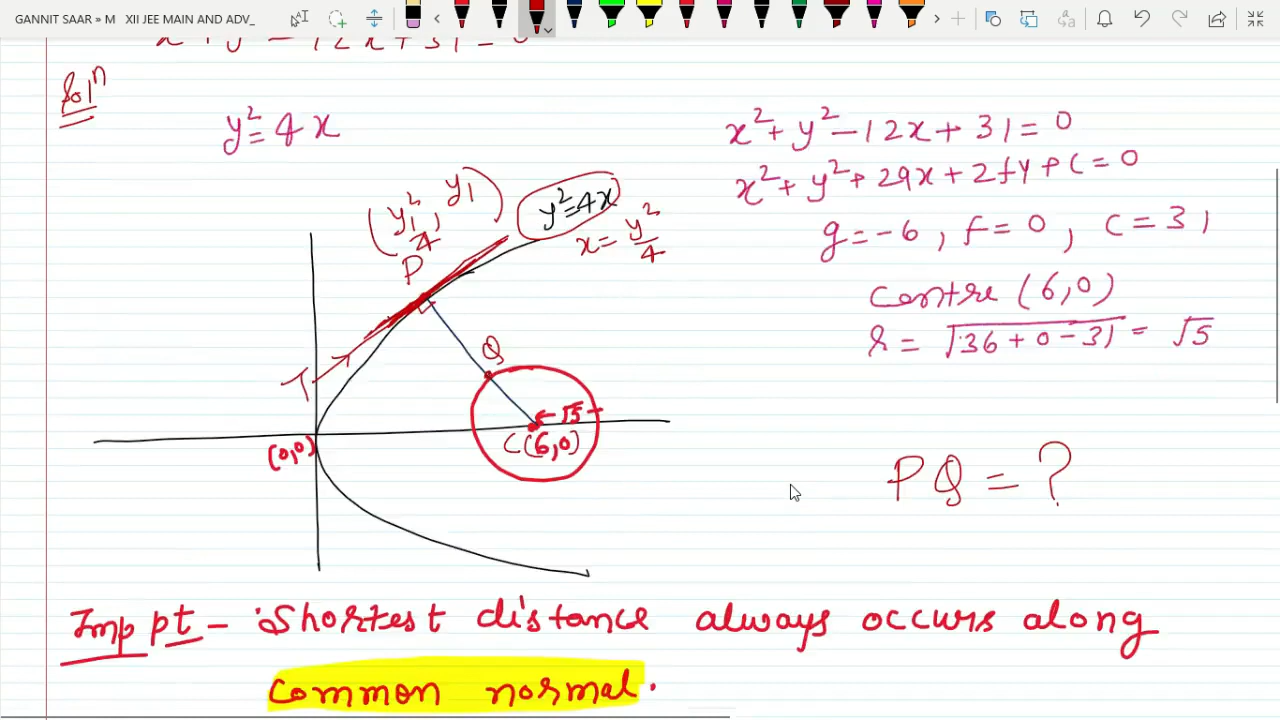 GANNIT SAAR » M XII JEE MAIN AND ADV_
Solⁿ
y² = 4x
(y₁²/4, y₁)
y² = 4x
x = y²/4
P
T
Q
√5
C(6,0)
(0,0)
x² + y² - 12x + 31 = 0
x² + y² + 2gx + 2fy + C = 0
g = -6, f = 0, C = 31
Centre (6,0)
r = √36 + 0 - 31 = √5
PQ = ?
Imp pt - Shortest distance always occurs along
common normal.